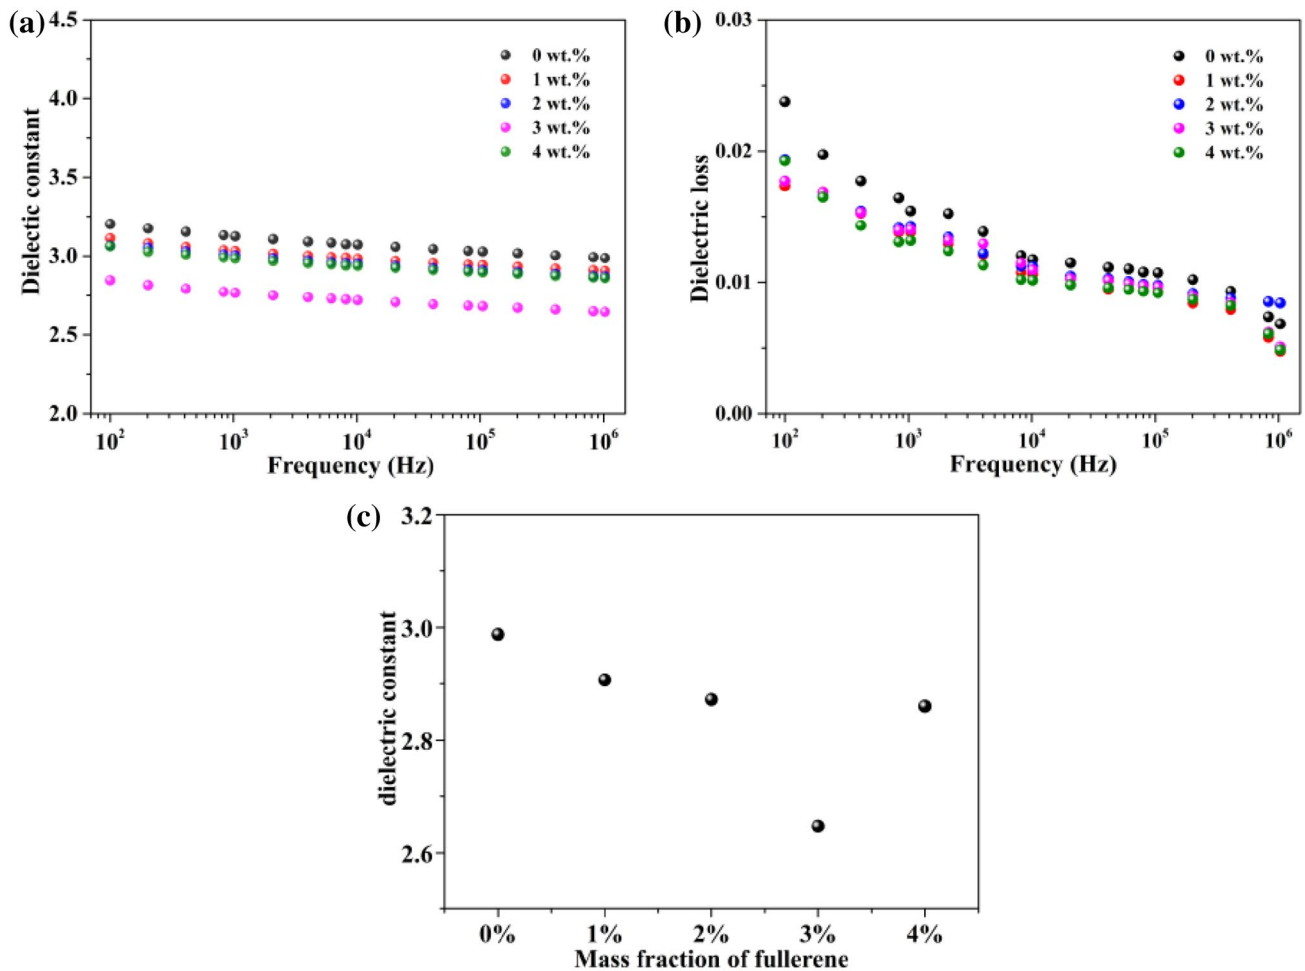 (a)
4.5
4.0
3.5
3.0
2.5
2.0
Dielectic constant
0 wt.%
1 wt.%
2 wt.%
3 wt.%
4 wt.%
10²
10³
10⁴
10⁵
10⁶
Frequency (Hz)
(b)
0.03
0.02
0.01
0.00
Dielectric loss
0 wt.%
1 wt.%
2 wt.%
3 wt.%
4 wt.%
10²
10³
10⁴
10⁵
10⁶
Frequency (Hz)
(c)
3.2
3.0
2.8
2.6
dielectric constant
0%
1%
2%
3%
4%
Mass fraction of fullerene